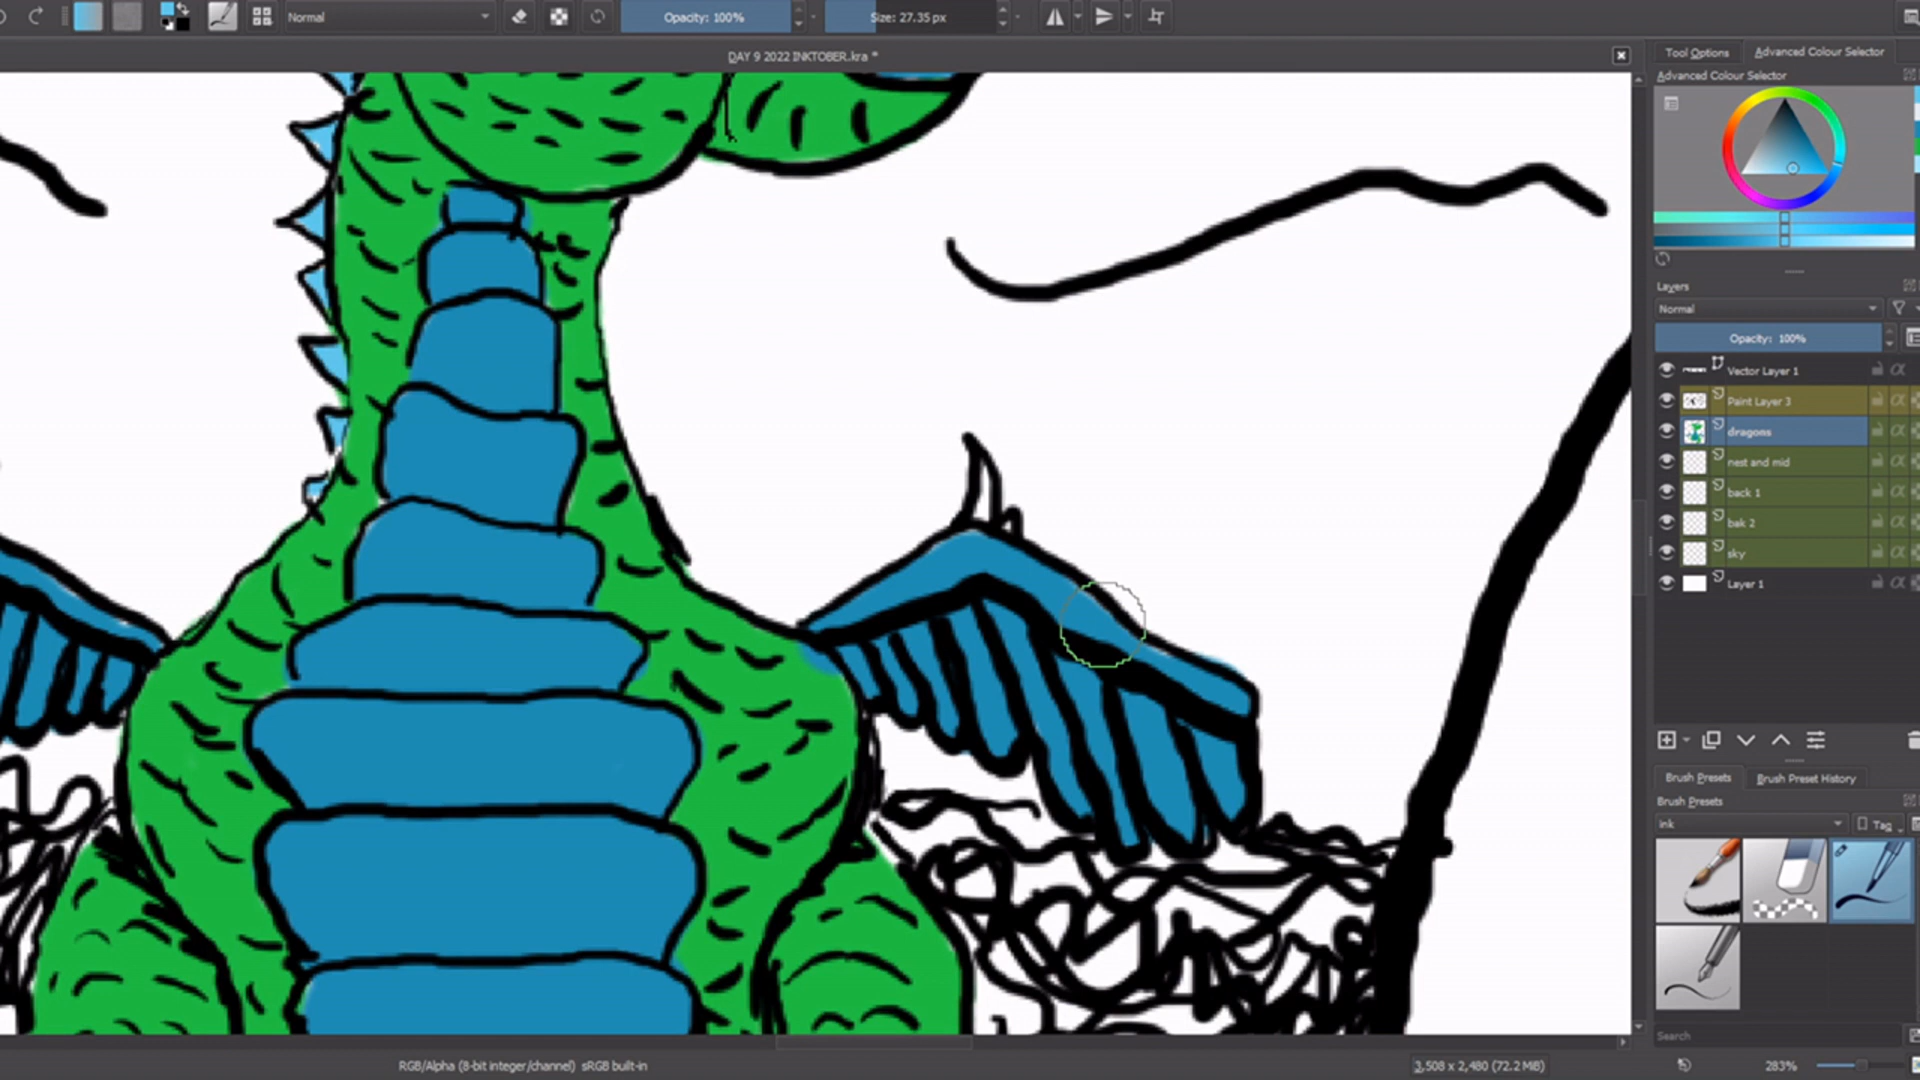 Normal
Opacity: 100%
Size: 27.35 px
DAY 9 2022 INKTOBER.kra *
Tool Options
Advanced Colour Selector
Advanced Colour Selector
Layers
Normal
Opacity: 100%
Vector Layer 1
Paint Layer 3
dragons
nest and mid
back 1
bak 2
sky
Layer 1
Brush Presets
Brush Preset History
Brush Presets
ink
Tag
Search
RGB/Alpha (8-bit integer/channel) sRGB built-in
3,508 x 2,480 (72.2 MiB)
283%